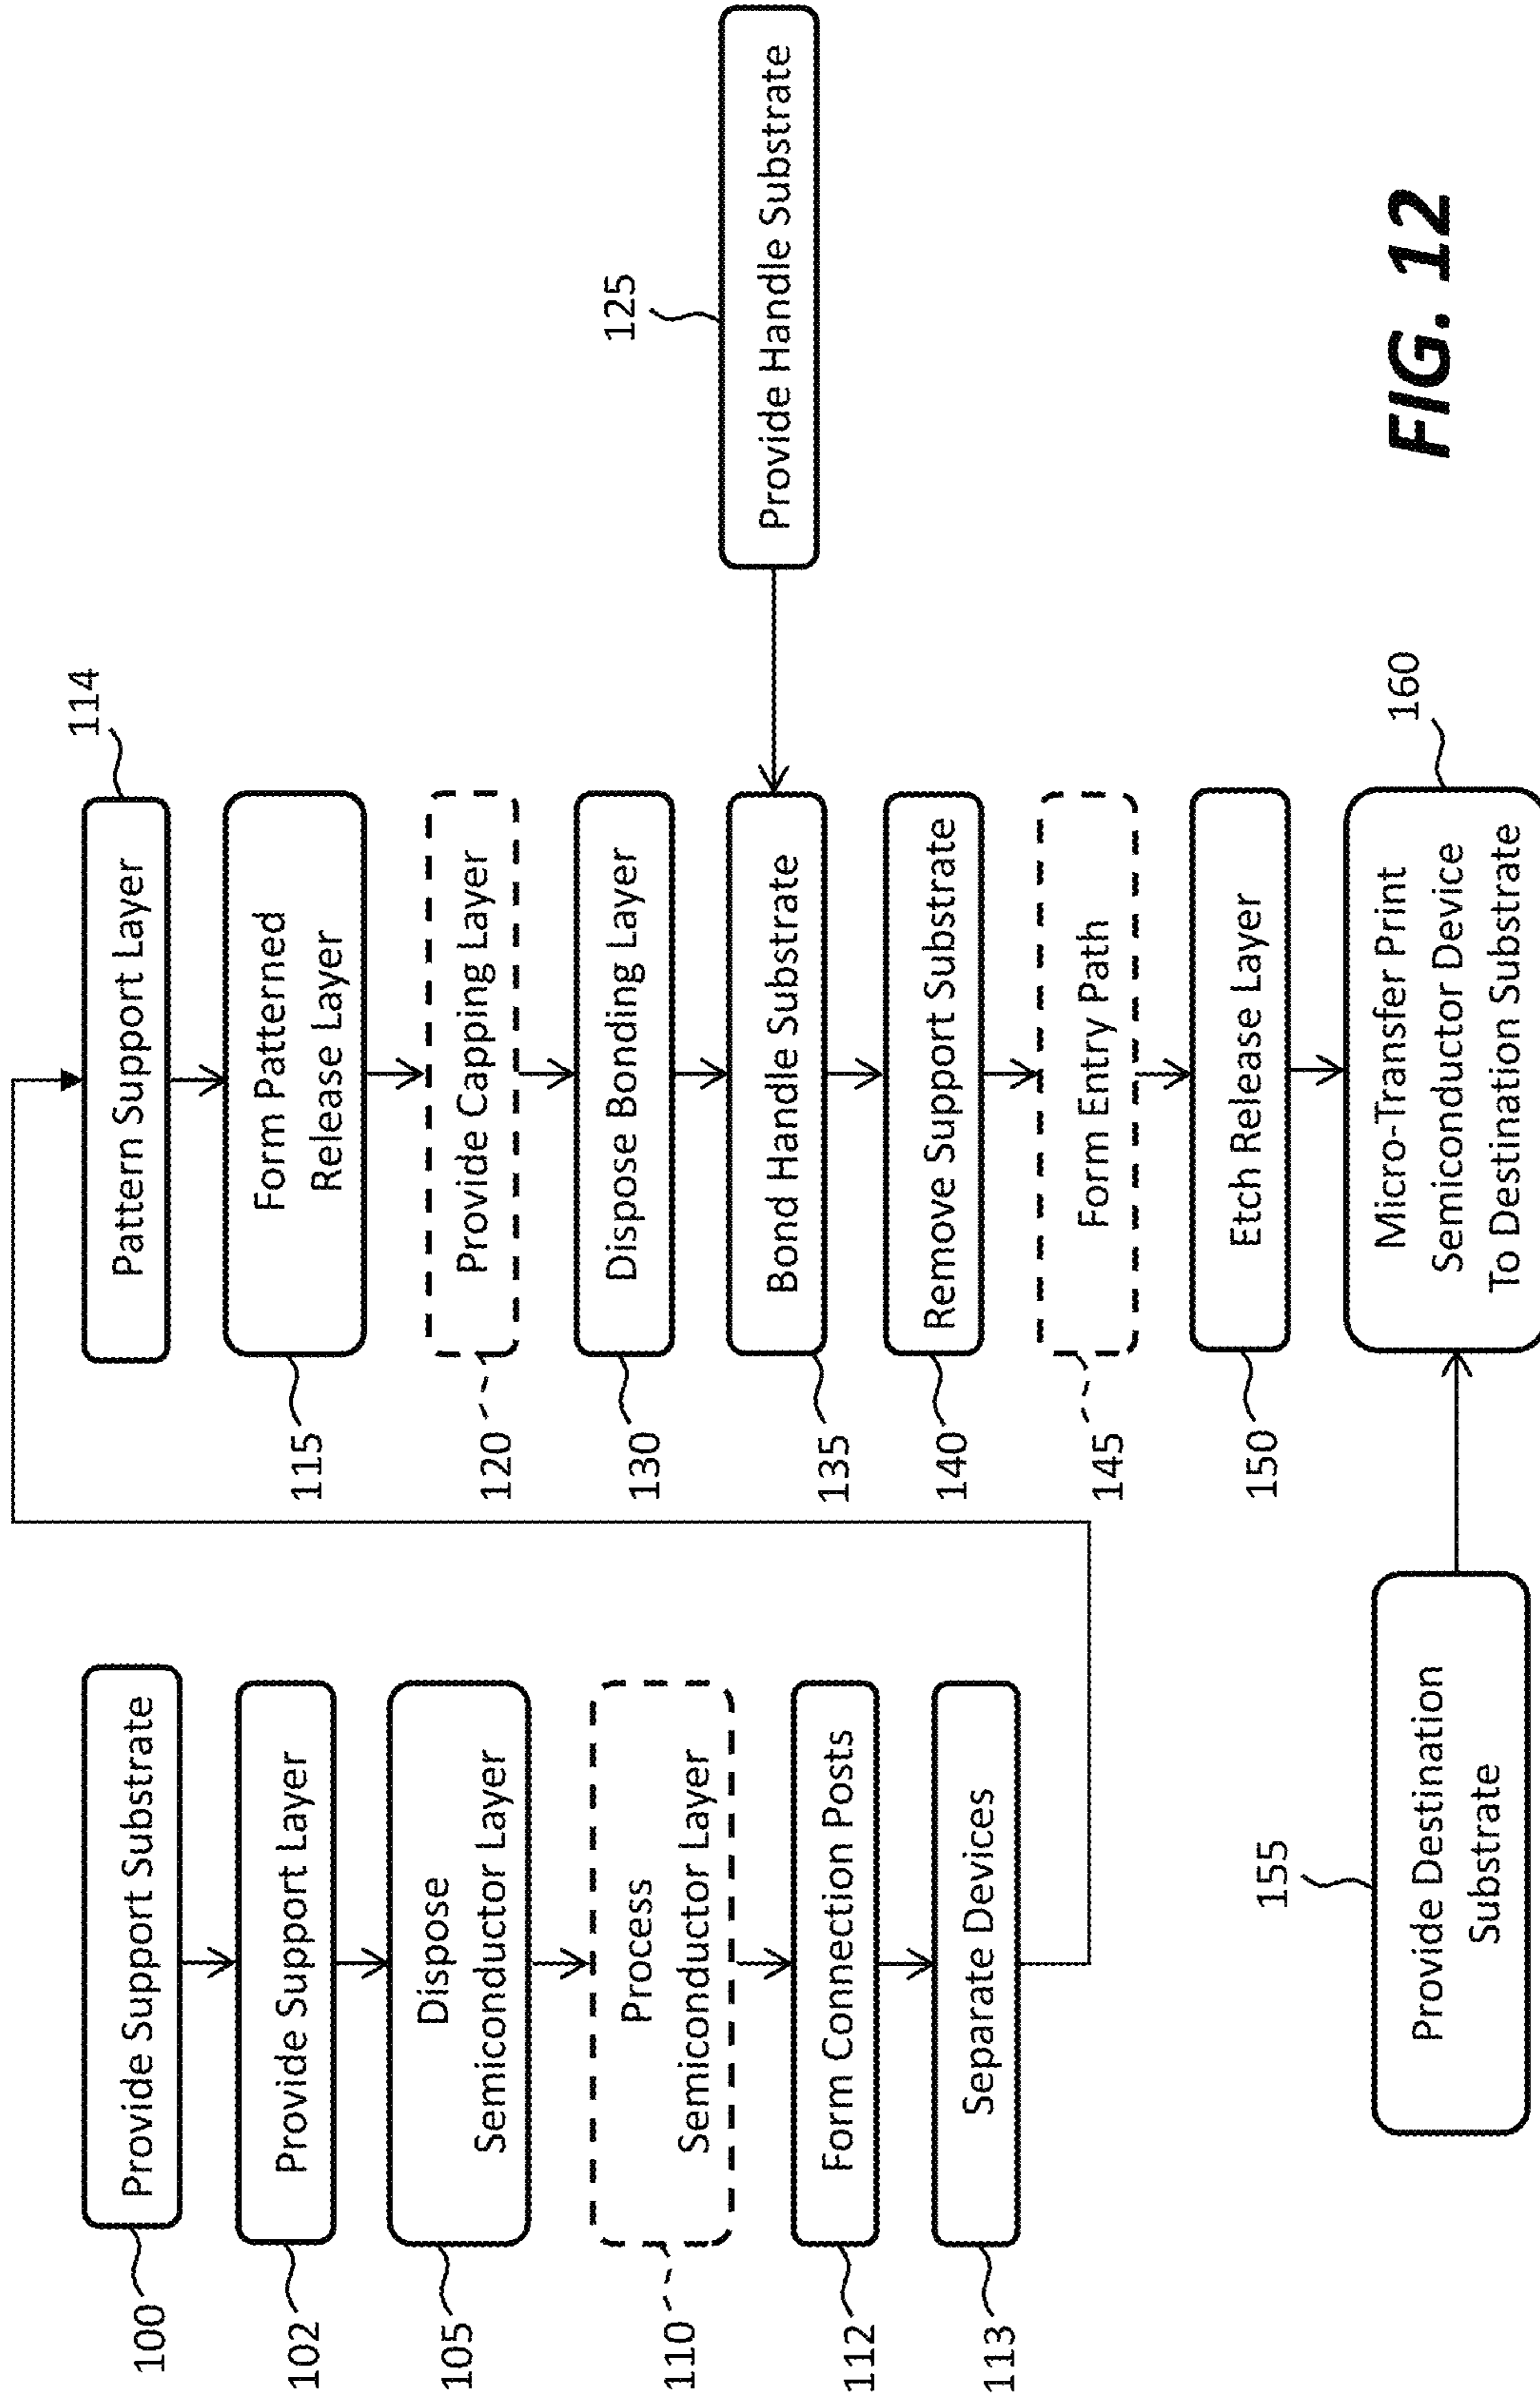 100
Provide Support Substrate
102
Provide Support Layer
105
Dispose
Semiconductor Layer
110
Process
Semiconductor Layer
112
Form Connection Posts
113
Separate Devices
114
Pattern Support Layer
115
Form Patterned
Release Layer
120
Provide Capping Layer
130
Dispose Bonding Layer
125
Provide Handle Substrate
135
Bond Handle Substrate
140
Remove Support Substrate
145
Form Entry Path
150
Etch Release Layer
155
Provide Destination
Substrate
160
Micro-Transfer Print
Semiconductor Device
To Destination Substrate
FIG. 12